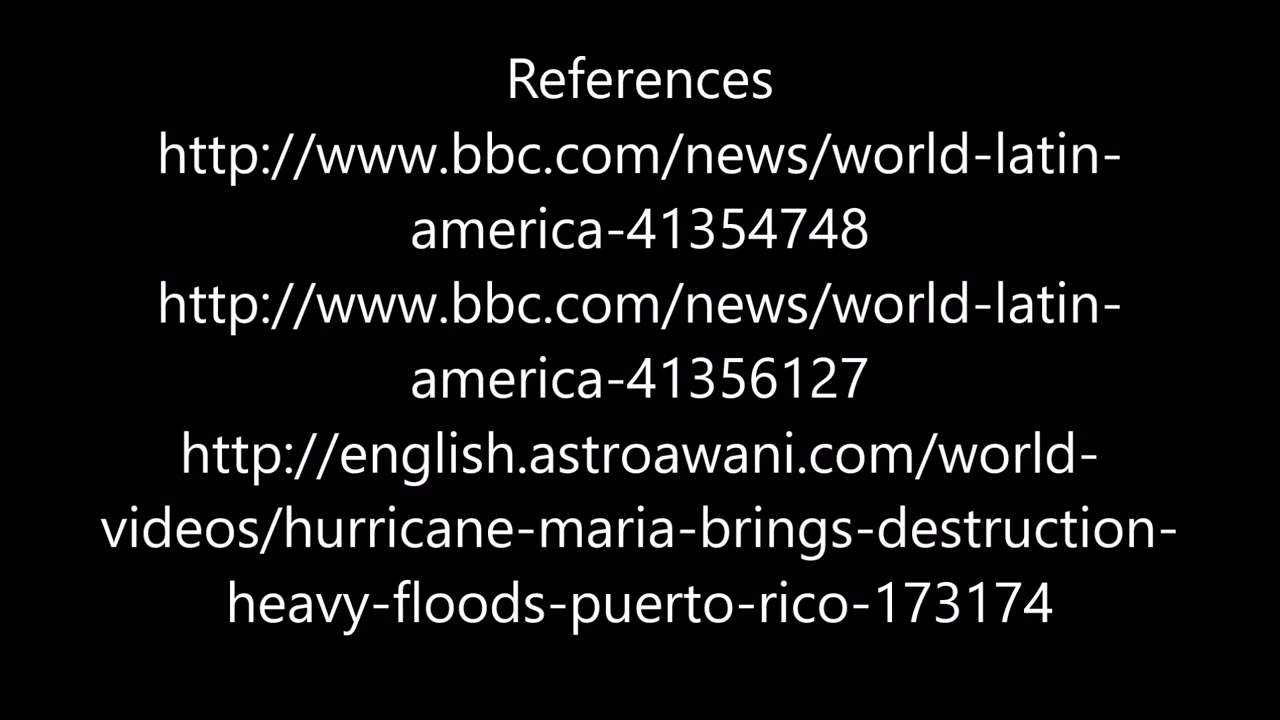 References
http://www.bbc.com/news/world-latin-
america-41354748
http://www.bbc.com/news/world-latin-
america-41356127
http://english.astroawani.com/world-
videos/hurricane-maria-brings-destruction-
heavy-floods-puerto-rico-173174